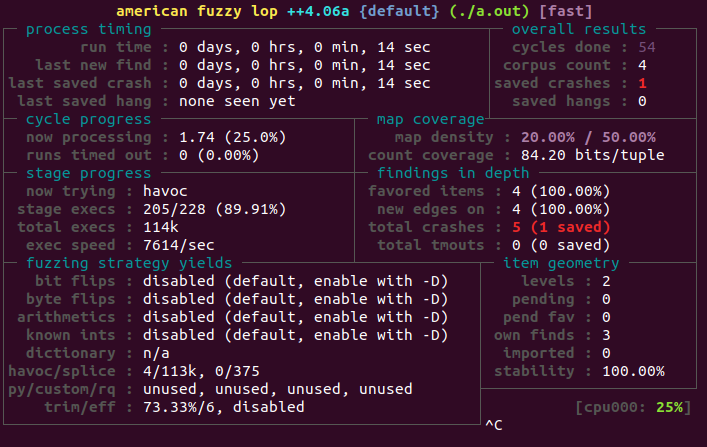 american fuzzy lop ++4.06a {default} (./a.out) [fast]
process timing overall results
run time : 0 days, 0 hrs, 0 min, 14 sec cycles done : 54
last new find : 0 days, 0 hrs, 0 min, 14 sec corpus count : 4
last saved crash : 0 days, 0 hrs, 0 min, 14 sec saved crashes : 1
last saved hang : none seen yet saved hangs : 0
cycle progress map coverage
now processing : 1.74 (25.0%) map density : 20.00% / 50.00%
runs timed out : 0 (0.00%) count coverage : 84.20 bits/tuple
stage progress findings in depth
now trying : havoc favored items : 4 (100.00%)
stage execs : 205/228 (89.91%) new edges on : 4 (100.00%)
total execs : 114k total crashes : 5 (1 saved)
exec speed : 7614/sec total tmouts : 0 (0 saved)
fuzzing strategy yields item geometry
bit flips : disabled (default, enable with -D) levels : 2
byte flips : disabled (default, enable with -D) pending : 0
arithmetics : disabled (default, enable with -D) pend fav : 0
known ints : disabled (default, enable with -D) own finds : 3
dictionary : n/a imported : 0
havoc/splice : 4/113k, 0/375 stability : 100.00%
py/custom/rq : unused, unused, unused, unused
trim/eff : 73.33%/6, disabled [cpu000: 25%]
^C